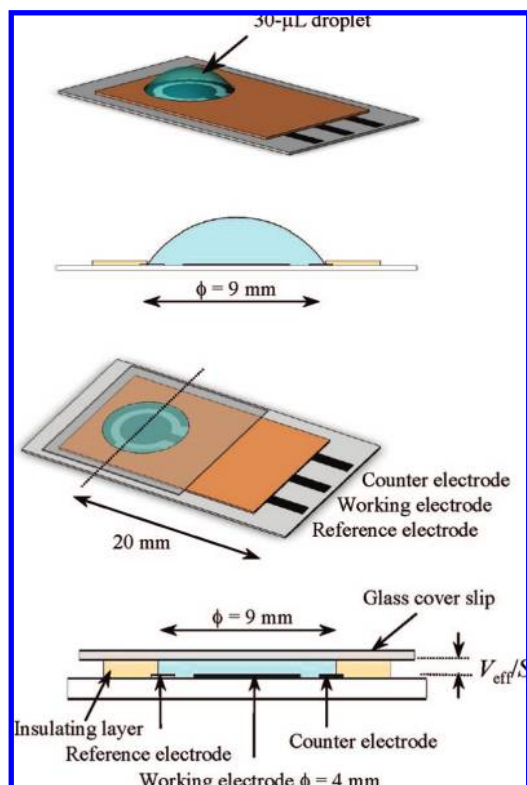 30-μL droplet
ϕ = 9 mm
Counter electrode
Working electrode
Reference electrode
20 mm
Glass cover slip
ϕ = 9 mm
V_eff/S
Insulating layer
Reference electrode
Counter electrode
Working electrode ϕ = 4 mm